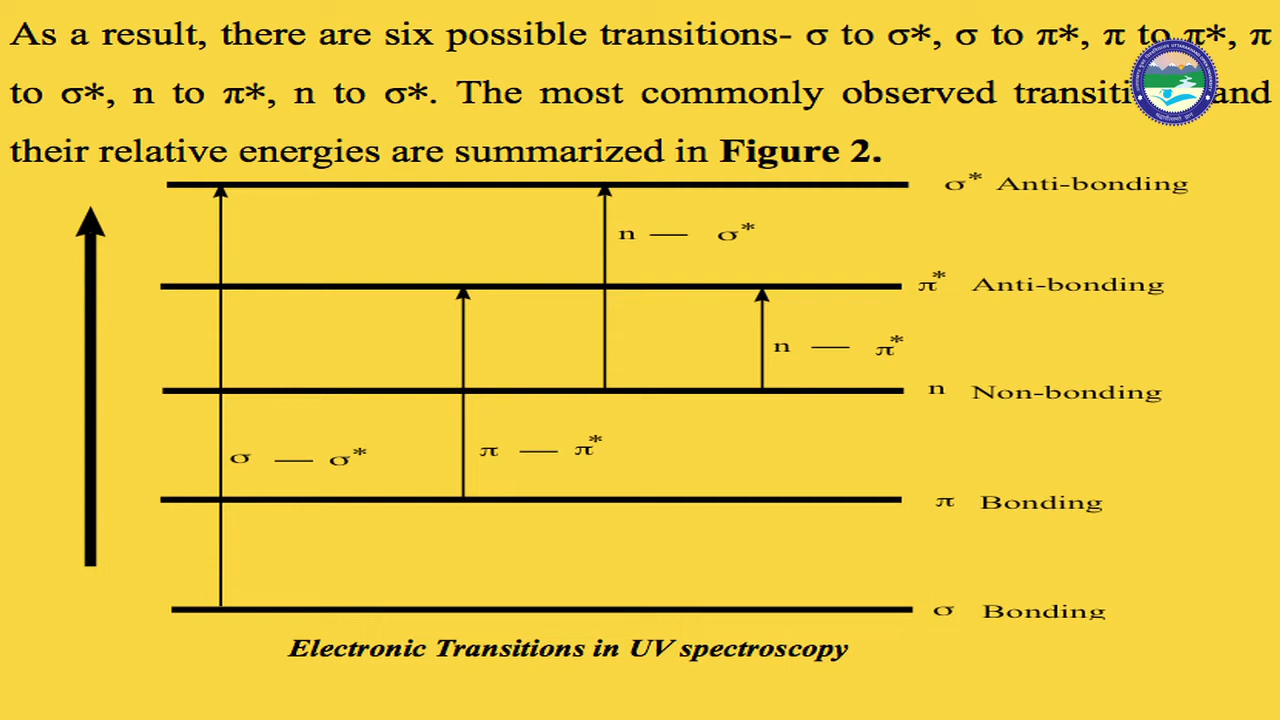 As a result, there are six possible transitions- σ to σ*, σ to π*, π to π*, π
to σ*, n to π*, n to σ*. The most commonly observed and
their relative energies are summarized in Figure 2.
σ* Anti-bonding
n — σ*
π* Anti-bonding
n — π*
n Non-bonding
σ — σ*
π — π*
π Bonding
σ Bonding
Electronic Transitions in UV spectroscopy